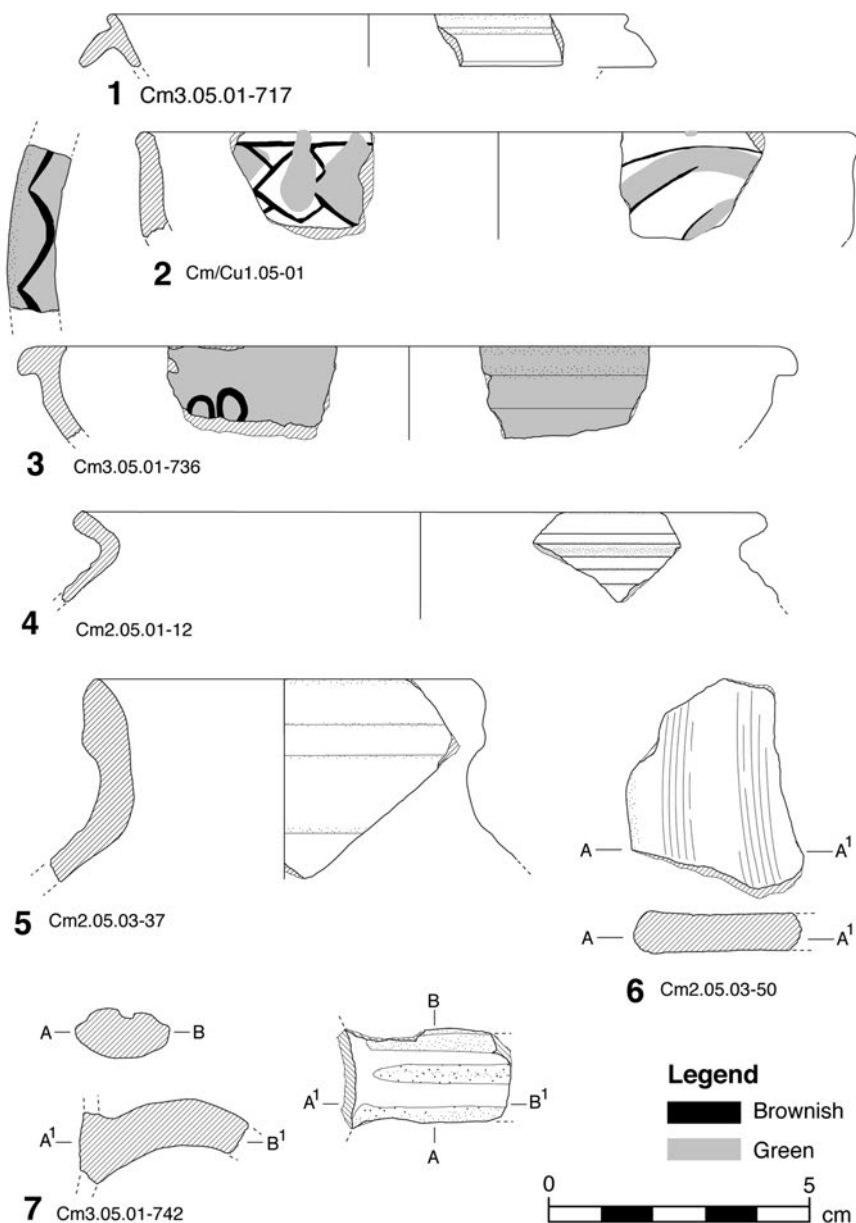 1 Cm3.05.01-717
2 Cm/Cu1.05-01
3 Cm3.05.01-736
4 Cm2.05.01-12
5 Cm2.05.03-37
A A¹
A A¹
6 Cm2.05.03-50
A B
B
A¹ B¹
A
A¹ B¹
7 Cm3.05.01-742
Legend
Brownish
Green
0 5
cm